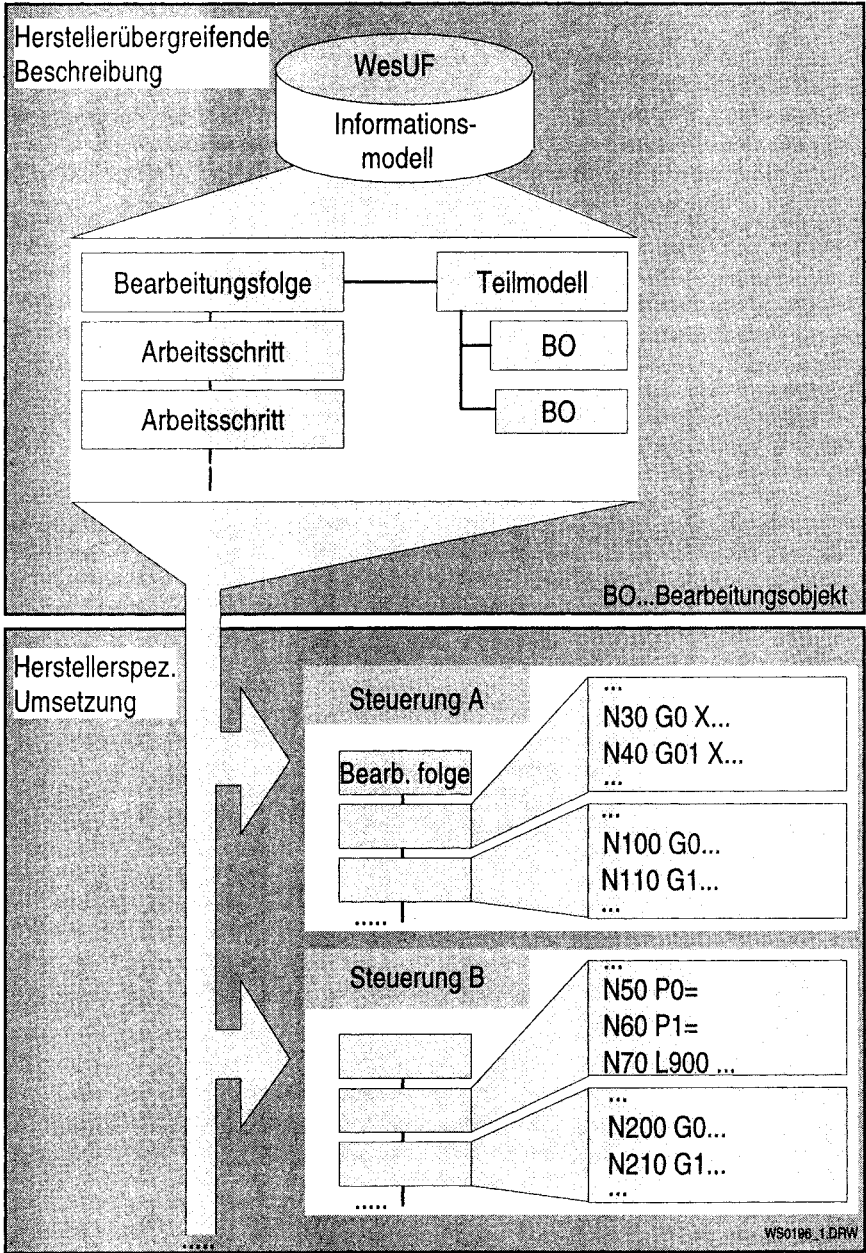 Herstellerübergreifende
Beschreibung
WesUF
Informations-
modell
Bearbeitungsfolge
Teilmodell
Arbeitsschritt
BO
Arbeitsschritt
BO
BO...Bearbeitungsobjekt
Herstellerspez.
Umsetzung
Steuerung A
Bearb. folge
.....
...
N30 G0 X...
N40 G01 X...
...
...
N100 G0...
N110 G1...
...
Steuerung B
.....
...
N50 P0=
N60 P1=
N70 L900 ...
...
N200 G0...
N210 G1...
...
.....
WS0196_1.DRW